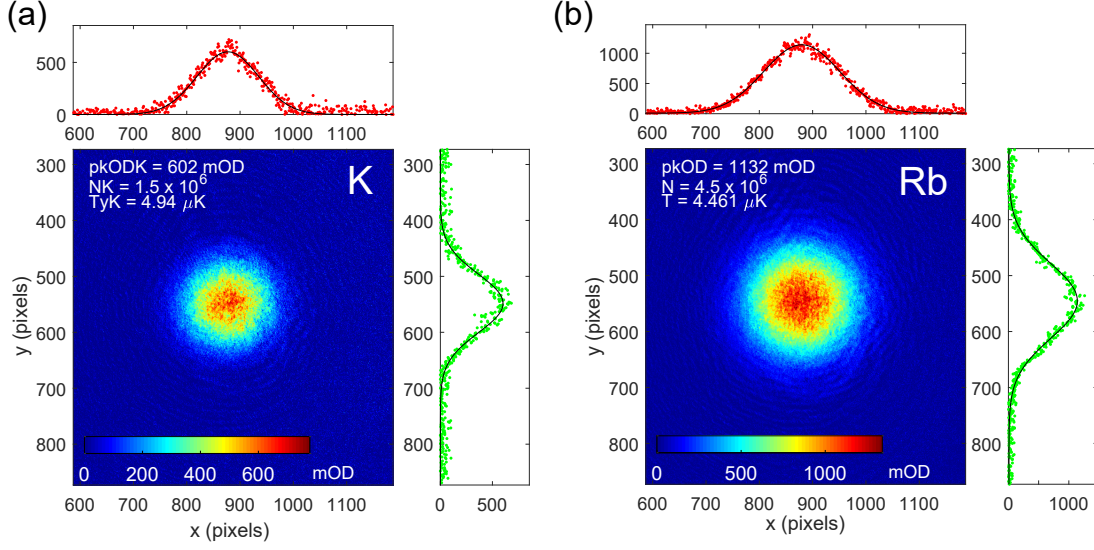 (a)
500
0
600 700 800 900 1000 1100
pkODK = 602 mOD
NK = 1.5 x 10⁶
TyK = 4.94 μK
K
300
400
500
600
700
800
y (pixels)
0 200 400 600 mOD
600 700 800 900 1000 1100
x (pixels)
300
400
500
600
700
800
0 500
(b)
1000
500
0
600 700 800 900 1000 1100
pkOD = 1132 mOD
N = 4.5 x 10⁶
T = 4.461 μK
Rb
300
400
500
600
700
800
y (pixels)
0 500 1000 mOD
600 700 800 900 1000 1100
x (pixels)
300
400
500
600
700
800
0 500 1000